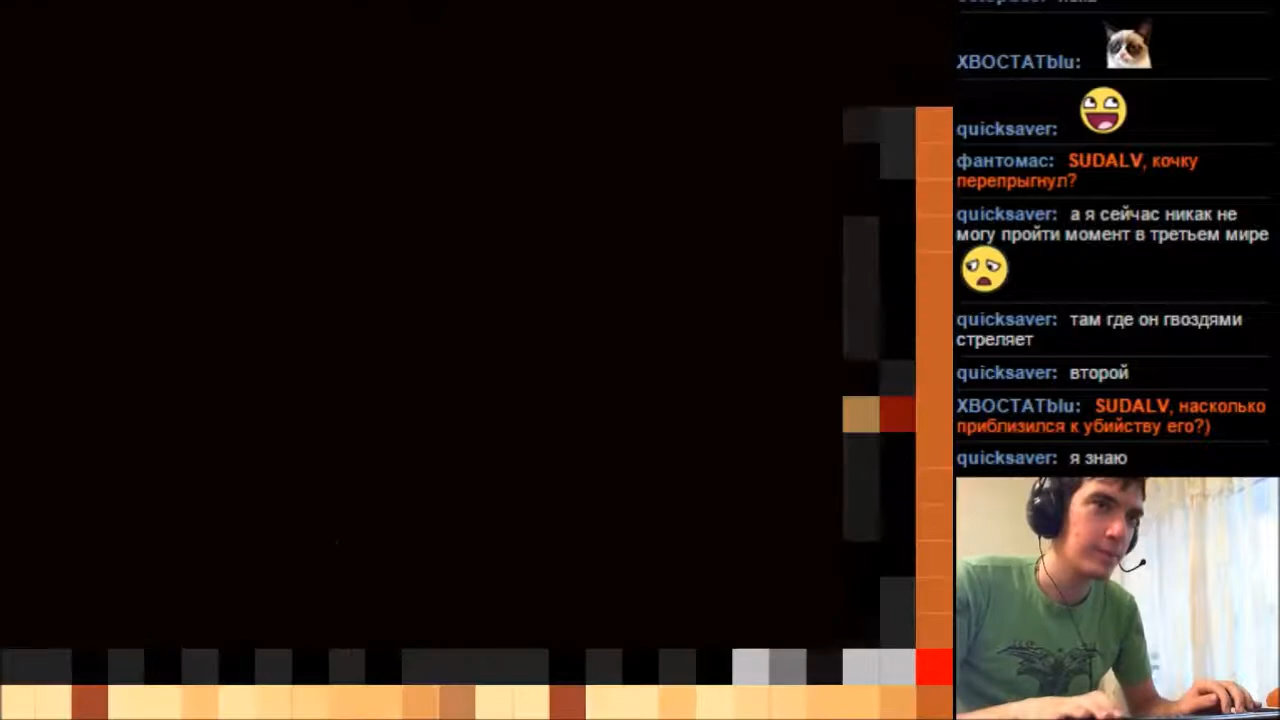 XBOCTATblu:
quicksaver:
фантомас: SUDALV, кочку
перепрыгнул?
quicksaver: а я сейчас никак не
могу пройти момент в третьем мире
quicksaver: там где он гвоздями
стреляет
quicksaver: второй
XBOCTATblu: SUDALV, насколько
приблизился к убийству его?)
quicksaver: я знаю